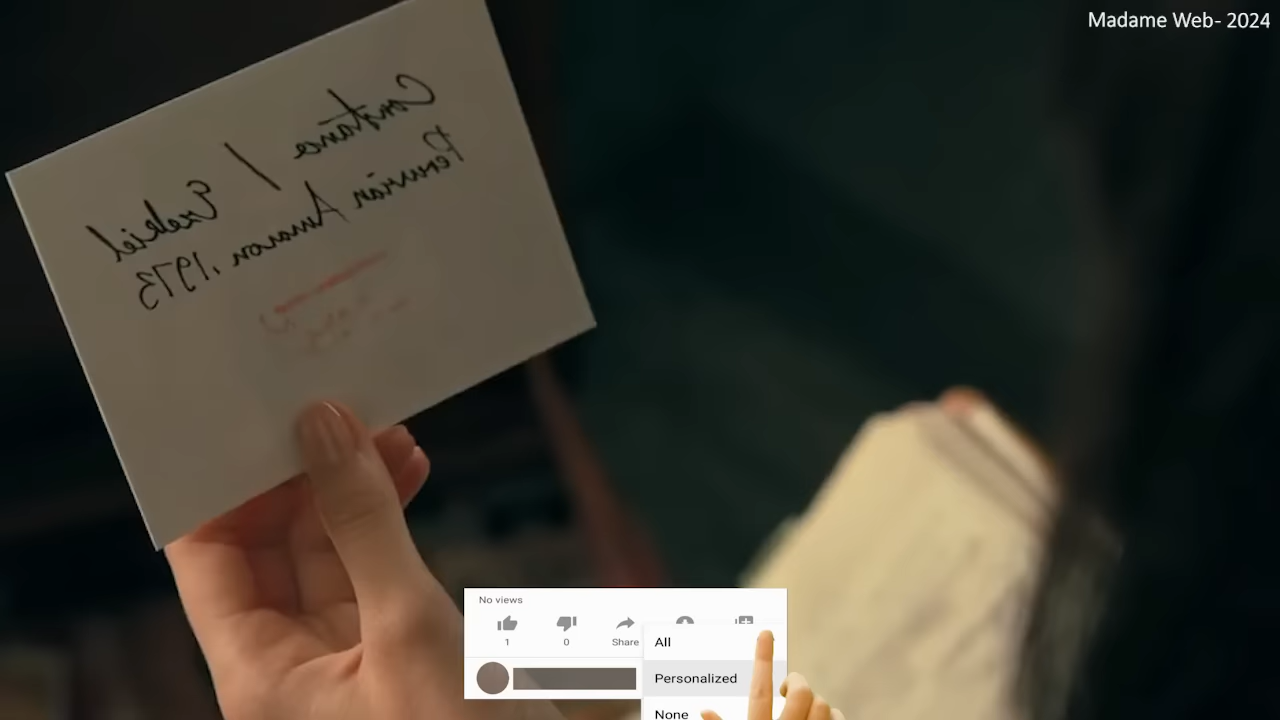 Madame Web- 2024
Constance / Ezekiel
Peruvian Amazon, 1973
No views
1
0
Share
All
Personalized
None